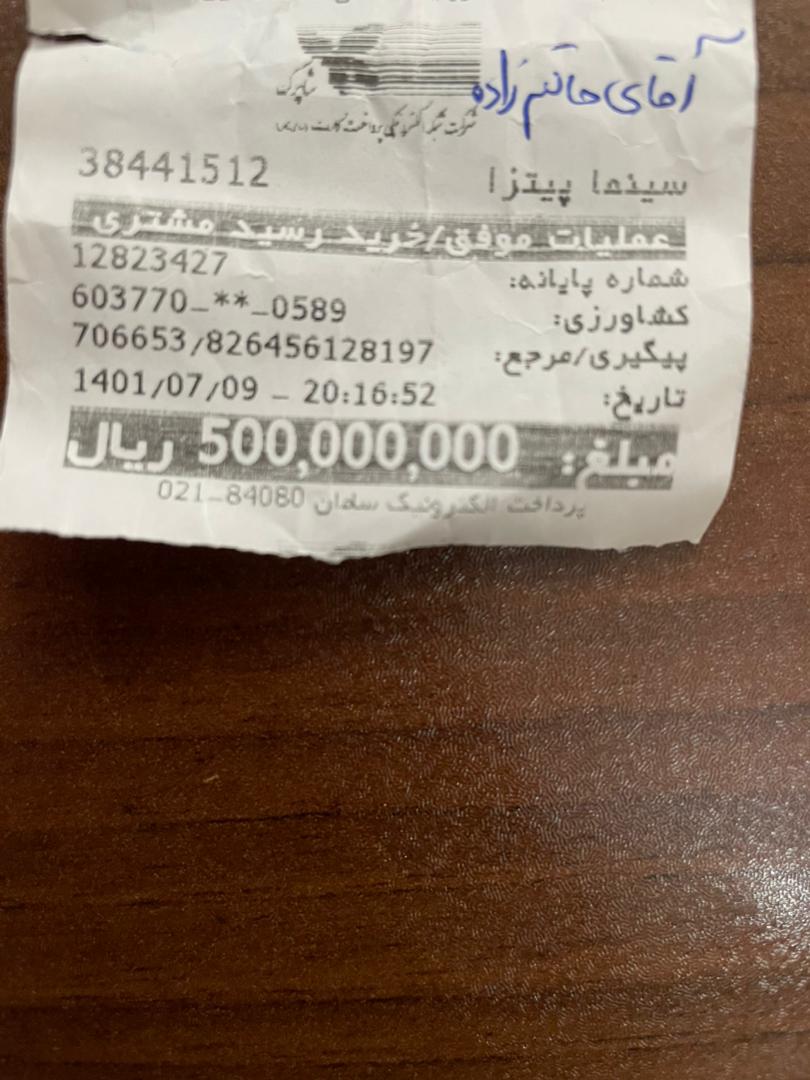 آقای حاتم زاده
شاپرک
شرکت شبکه الکترونیکی پرداخت کارت
سینما پیتزا 38441512
عملیات موفق/خرید رسید مشتری
شماره پایانه: 12823427
کشاورزی: 603770_**_0589
پیگیری/مرجع: 706653/826456128197
تاریخ: 1401/07/09 _ 20:16:52
مبلغ: 500,000,000 ریال
پرداخت الکترونیک سامان 84080_021